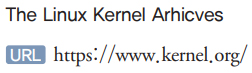 The Linux Kernel Arhicves
URL https://www.kernel.org/